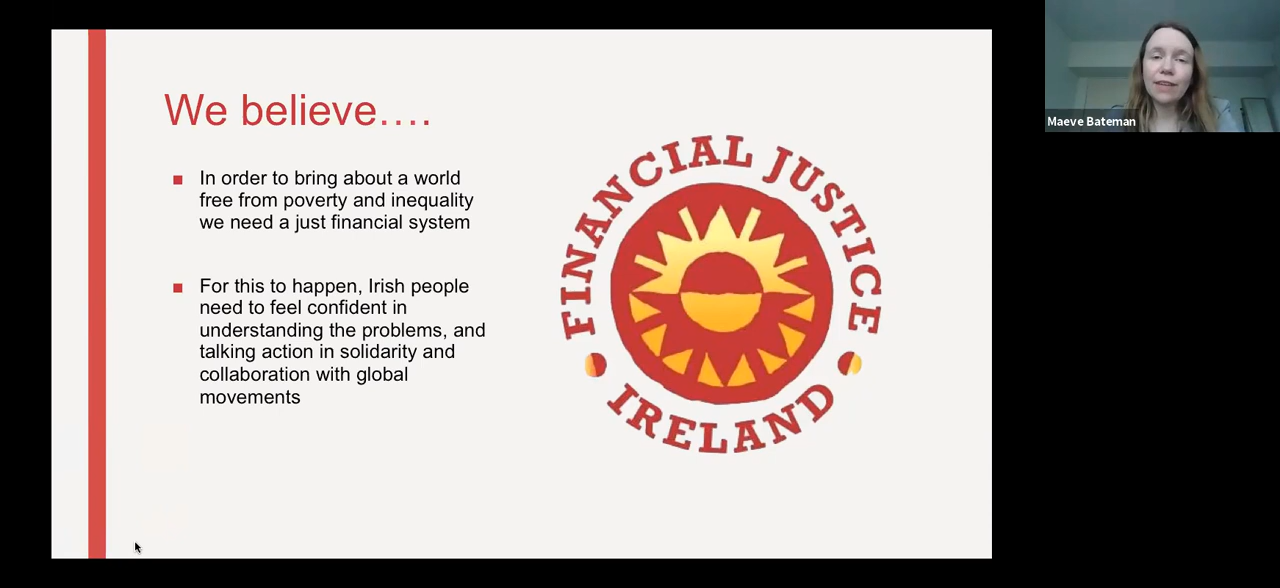 We believe....
In order to bring about a world
free from poverty and inequality
we need a just financial system
For this to happen, Irish people
need to feel confident in
understanding the problems, and
talking action in solidarity and
collaboration with global
movements
FINANCIAL JUSTICE
IRELAND
Maeve Bateman